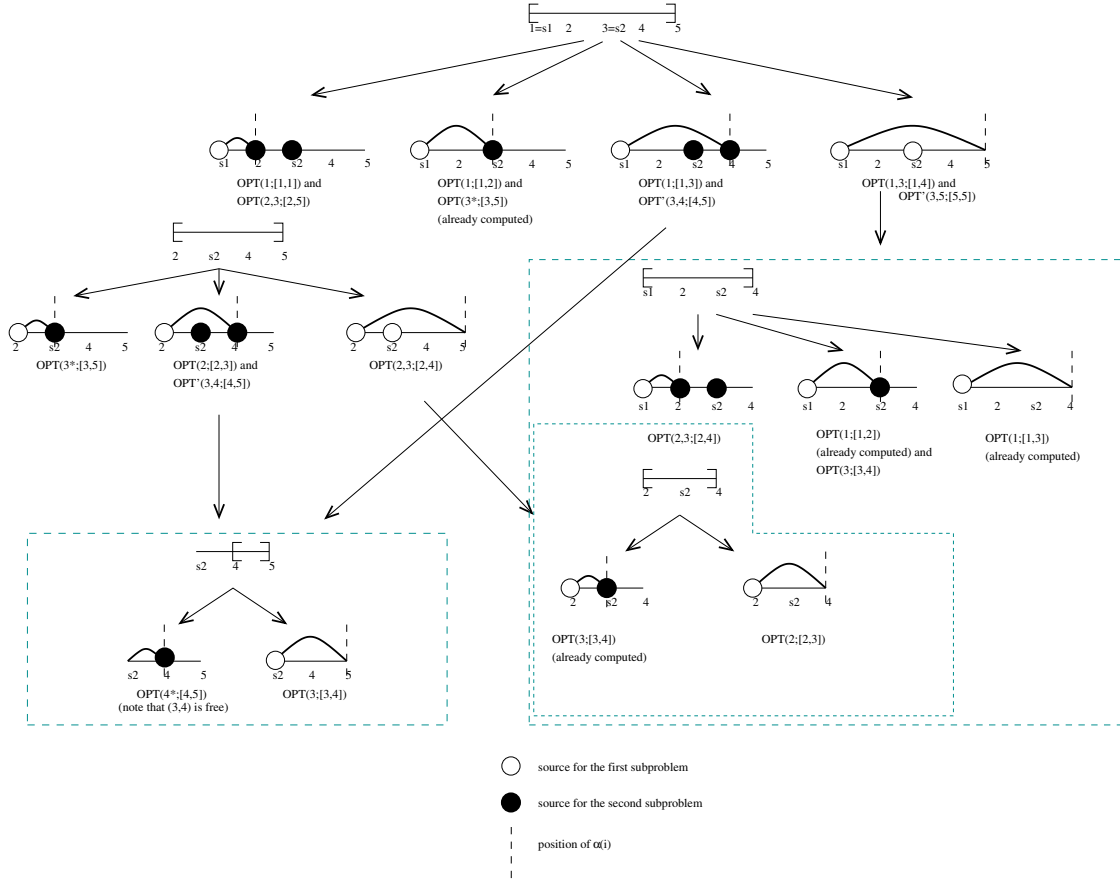 1=s1 2 3=s2 4 5
s1 2 s2 4 5
s1 2 s2 4 5
s1 2 s2 4 5
s1 2 s2 4 5
OPT(1;[1,1]) and
OPT(2,3;[2,5])
OPT(1;[1,2]) and
OPT(3*;[3,5])
(already computed)
OPT(1;[1,3]) and
OPT'(3,4;[4,5])
OPT(1,3;[1,4]) and
OPT'(3,5;[5,5])
2 s2 4 5
s1 2 s2 4
2 s2 4 5
2 s2 4 5
2 s2 4 5
OPT(3*;[3,5])
OPT(2;[2,3]) and
OPT'(3,4;[4,5])
OPT(2,3;[2,4])
s1 2 s2 4
s1 2 s2 4
s1 2 s2 4
OPT(2,3;[2,4])
OPT(1;[1,2])
(already computed) and
OPT(3;[3,4])
OPT(1;[1,3])
(already computed)
2 s2 4
s2 4 5
2 s2 4
2 s2 4
OPT(3;[3,4])
(already computed)
OPT(2;[2,3])
s2 4 5
s2 4 5
OPT(4*;[4,5])
(note that (3,4) is free)
OPT(3;[3,4])
source for the first subproblem
source for the second subproblem
position of α(i)